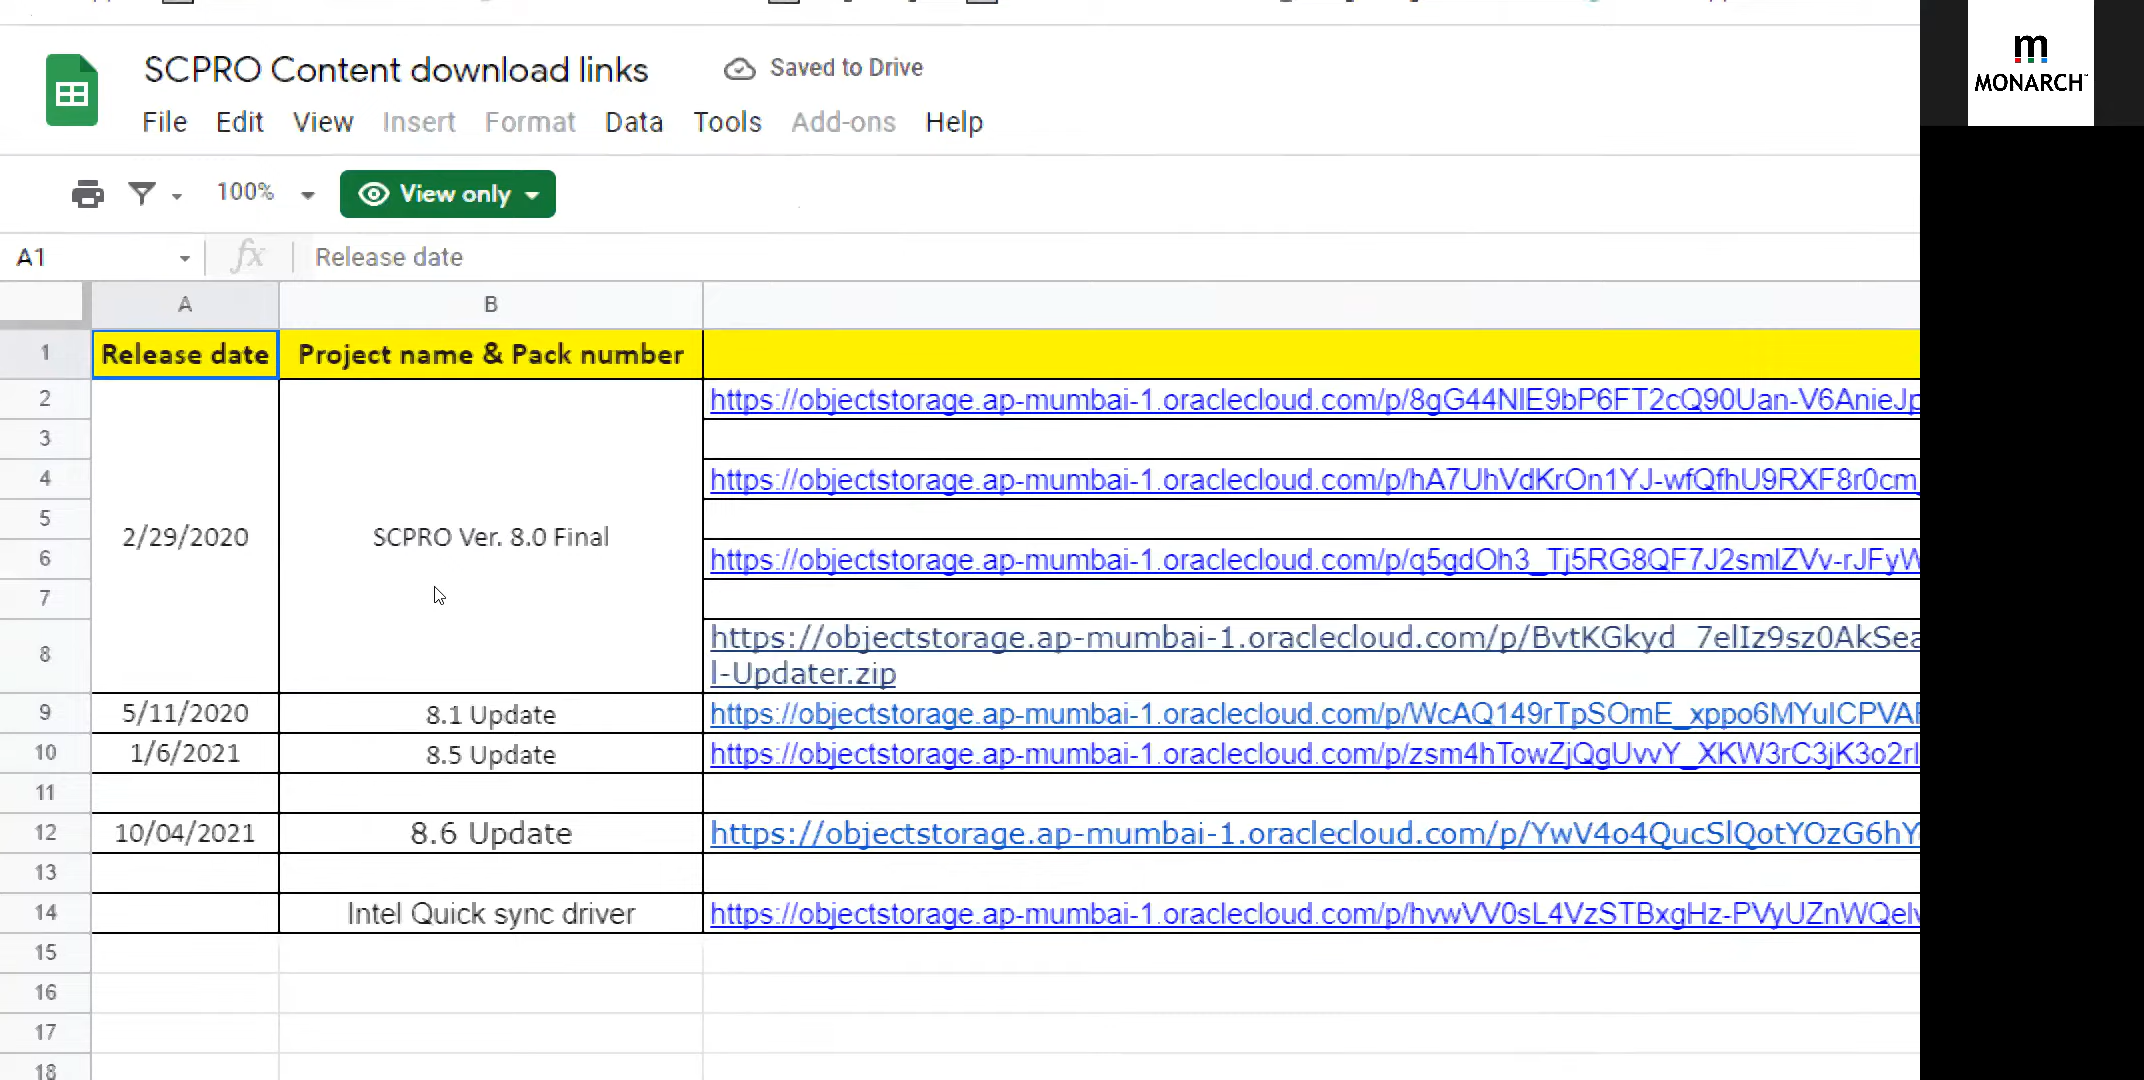 SCPRO Content download links
Saved to Drive
File Edit View Insert Format Data Tools Add-ons Help
100% View only
A1 fx Release date
A B
1 Release date Project name & Pack number
2 https://objectstorage.ap-mumbai-1.oraclecloud.com/p/8gG44NIE9bP6FT2cQ90Uan-V6AnieJp
3
4 https://objectstorage.ap-mumbai-1.oraclecloud.com/p/hA7UhVdKrOn1YJ-wfQfhU9RXF8r0cm
5
2/29/2020 SCPRO Ver. 8.0 Final
6 https://objectstorage.ap-mumbai-1.oraclecloud.com/p/q5gdOh3_Tj5RG8QF7J2smlZVv-rJFyW
7
8 https://objectstorage.ap-mumbai-1.oraclecloud.com/p/BvtKGkyd_7elIz9sz0AkSea
l-Updater.zip
9 5/11/2020 8.1 Update https://objectstorage.ap-mumbai-1.oraclecloud.com/p/WcAQ149rTpSOmE_xppo6MYuICPVAF
10 1/6/2021 8.5 Update https://objectstorage.ap-mumbai-1.oraclecloud.com/p/zsm4hTowZjQgUvvY_XKW3rC3jK3o2rI
11
12 10/04/2021 8.6 Update https://objectstorage.ap-mumbai-1.oraclecloud.com/p/YwV4o4QucSlQotYOzG6hY
13
14 Intel Quick sync driver https://objectstorage.ap-mumbai-1.oraclecloud.com/p/hvwVV0sL4VzSTBxgHz-PVyUZnWQelv
15
16
17
18
m
MONARCH